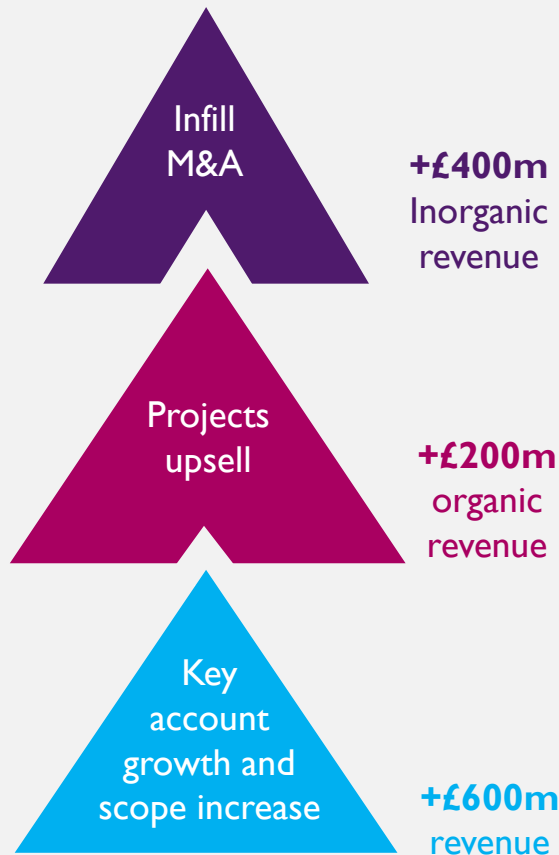 Infill
M&A
+£400m
Inorganic
revenue
Projects
upsell
+£200m
organic
revenue
Key
account
growth and
scope increase
+£600m
revenue